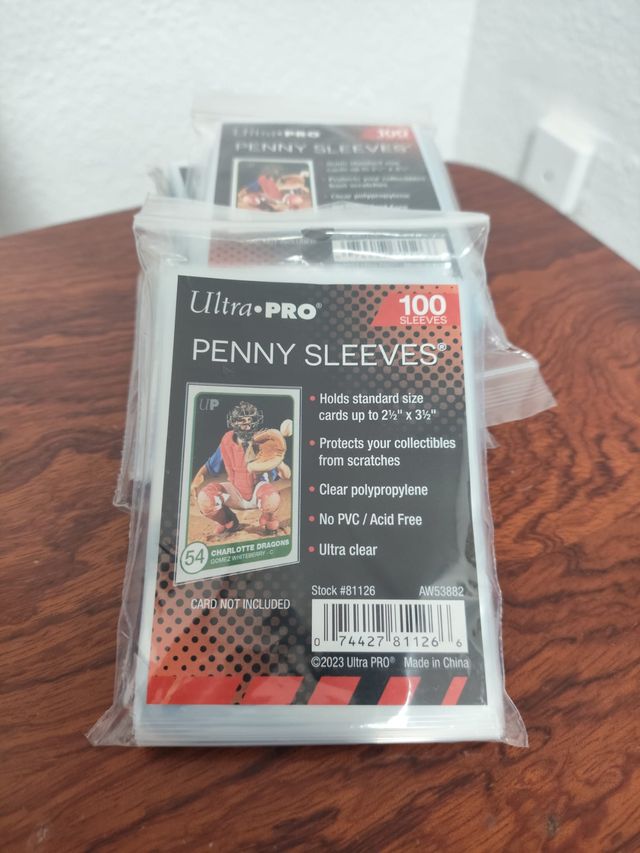 Ultra•PRO
100
PENNY SLEEVES
Ultra•PRO®
100
SLEEVES
PENNY SLEEVES®
• Holds standard size
cards up to 2½" x 3½"
• Protects your collectibles
from scratches
• Clear polypropylene
• No PVC / Acid Free
• Ultra clear
UP
54
CHARLOTTE DRAGONS
GOMEZ WHITEBERRY - C
CARD NOT INCLUDED
Stock #81126
AW53882
0 74427 81126 6
©2023 Ultra PRO® Made in China